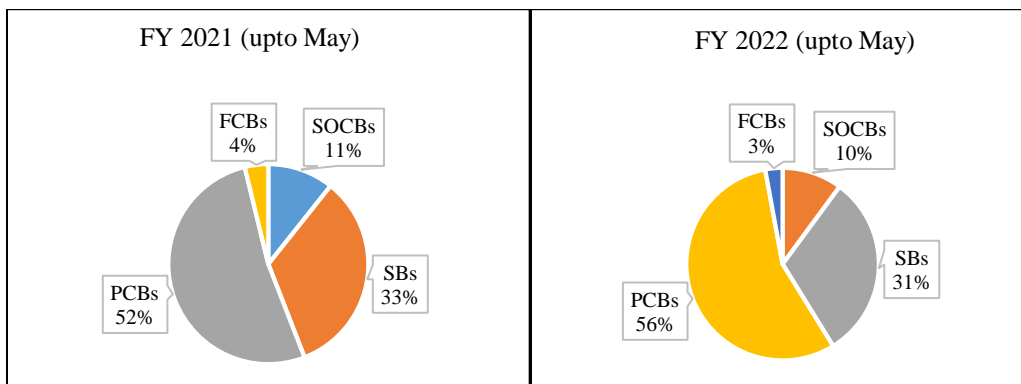 FY 2021 (upto May)
FCBs
4%
SOCBs
11%
PCBs
52%
SBs
33%
FY 2022 (upto May)
FCBs
3%
SOCBs
10%
SBs
31%
PCBs
56%